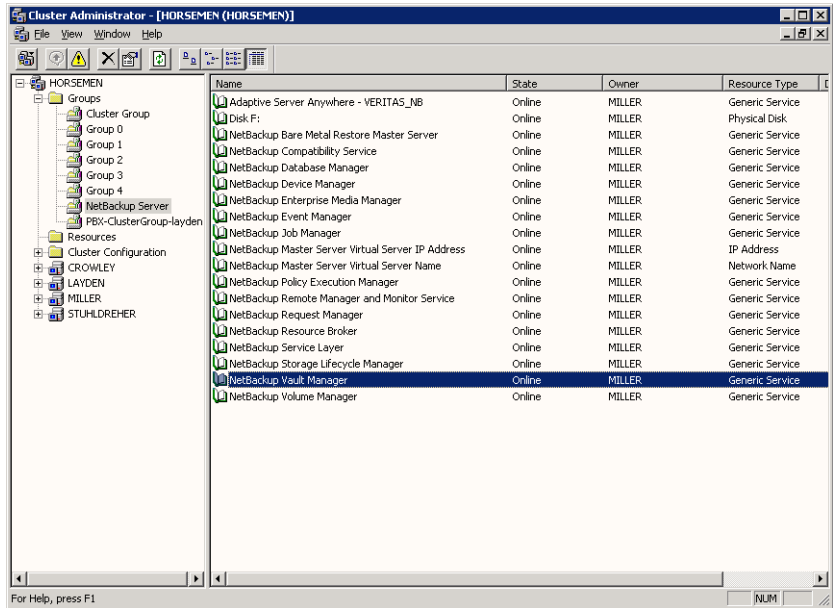 Cluster Administrator - [HORSEMEN (HORSEMEN)]
File View Window Help
HORSEMEN
Groups
Cluster Group
Group 0
Group 1
Group 2
Group 3
Group 4
NetBackup Server
PBX-ClusterGroup-layden
Resources
Cluster Configuration
CROWLEY
LAYDEN
MILLER
STUHLDREHER
Name State Owner Resource Type
Adaptive Server Anywhere - VERITAS_NB Online MILLER Generic Service
Disk F: Online MILLER Physical Disk
NetBackup Bare Metal Restore Master Server Online MILLER Generic Service
NetBackup Compatibility Service Online MILLER Generic Service
NetBackup Database Manager Online MILLER Generic Service
NetBackup Device Manager Online MILLER Generic Service
NetBackup Enterprise Media Manager Online MILLER Generic Service
NetBackup Event Manager Online MILLER Generic Service
NetBackup Job Manager Online MILLER Generic Service
NetBackup Master Server Virtual Server IP Address Online MILLER IP Address
NetBackup Master Server Virtual Server Name Online MILLER Network Name
NetBackup Policy Execution Manager Online MILLER Generic Service
NetBackup Remote Manager and Monitor Service Online MILLER Generic Service
NetBackup Request Manager Online MILLER Generic Service
NetBackup Resource Broker Online MILLER Generic Service
NetBackup Service Layer Online MILLER Generic Service
NetBackup Storage Lifecycle Manager Online MILLER Generic Service
NetBackup Vault Manager Online MILLER Generic Service
NetBackup Volume Manager Online MILLER Generic Service
For Help, press F1
NUM